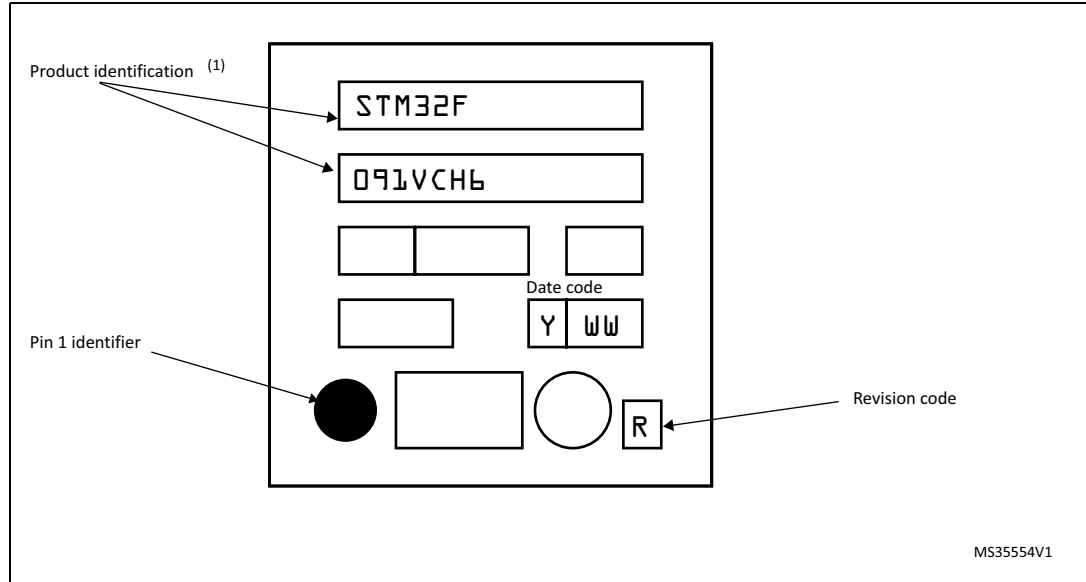 Product identification (1)
STM32F
091VCH6
Date code
Y WW
Pin 1 identifier
R
Revision code
MS35554V1